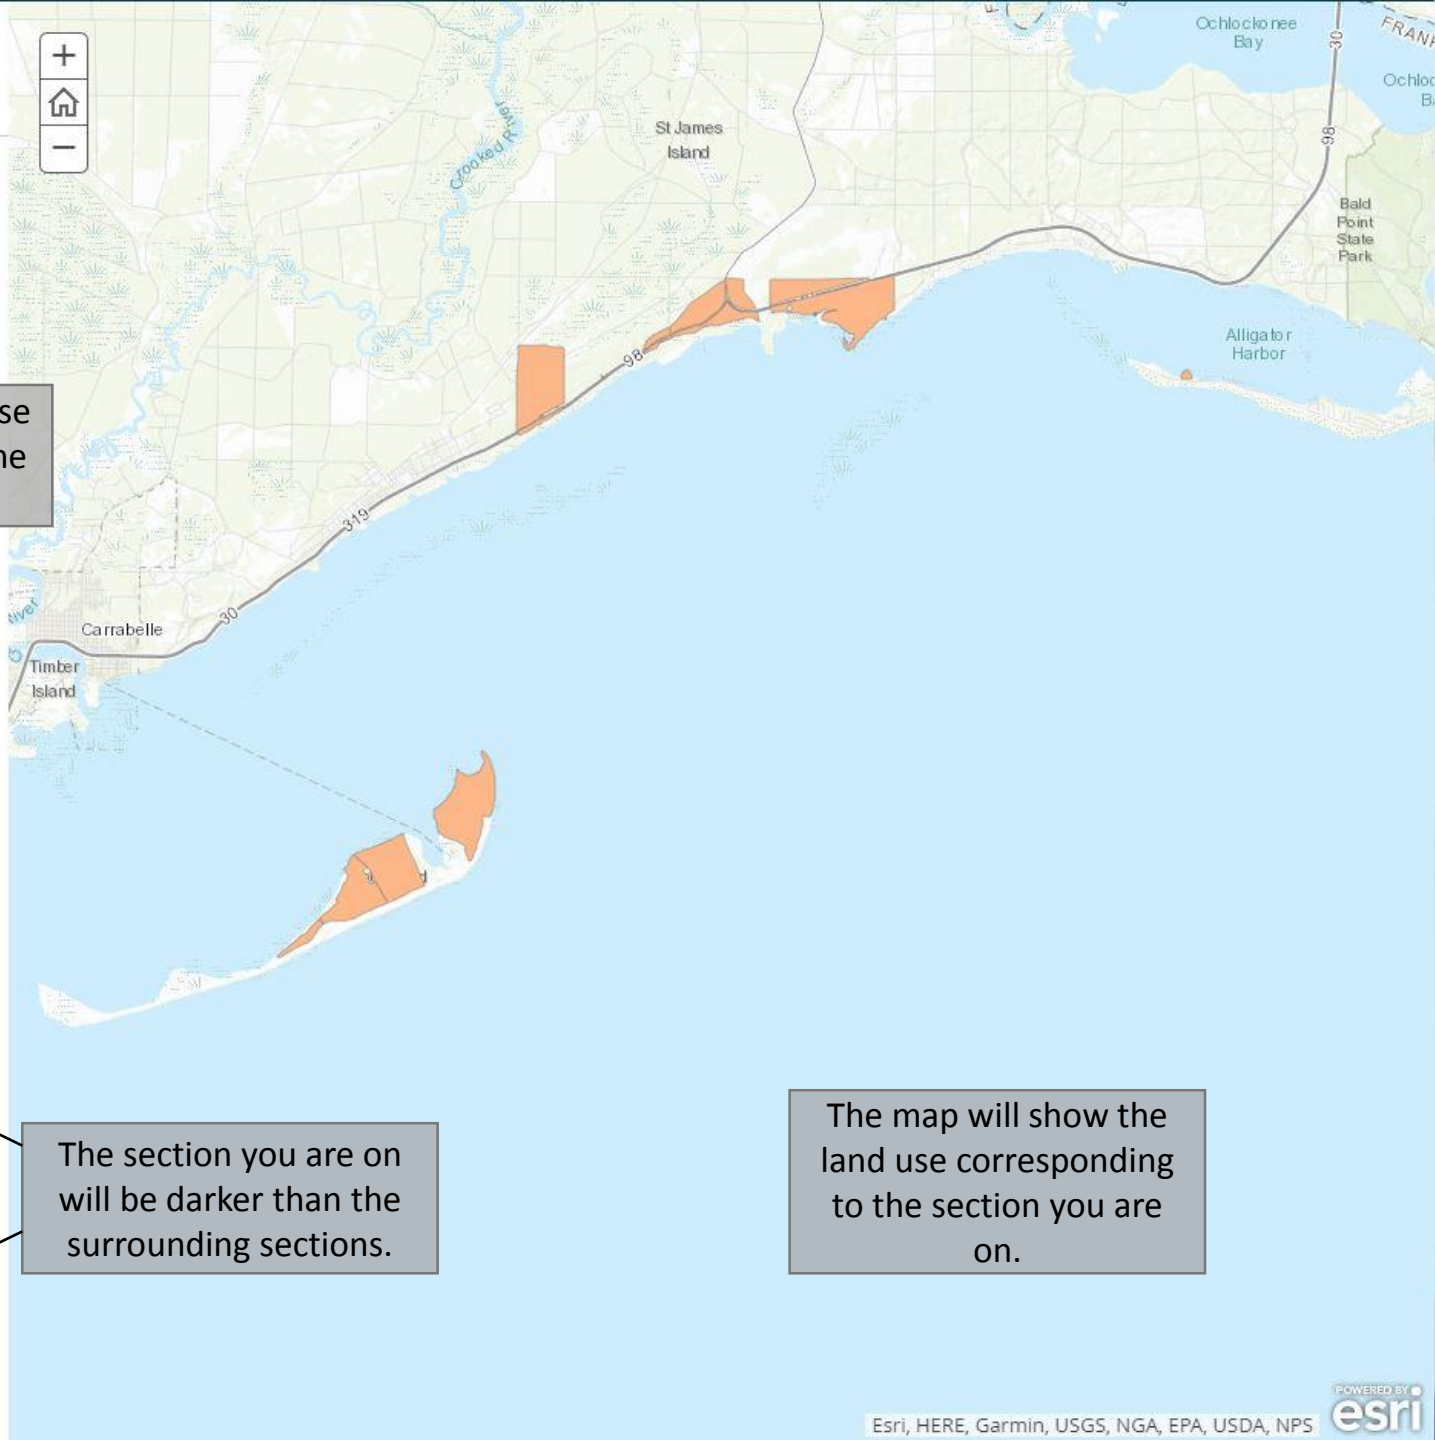 +
−
Ochlockonee
Bay
30
FRAN
Ochloc
B
98
St James
Island
Crooked River
Bald
Point
State
Park
Alligator
Harbor
98
se
ne
319
30
Carrabelle
River
Timber
Island
d
The section you are on
will be darker than the
surrounding sections.
The map will show the
land use corresponding
to the section you are
on.
Esri, HERE, Garmin, USGS, NGA, EPA, USDA, NPS
POWERED BY
esri